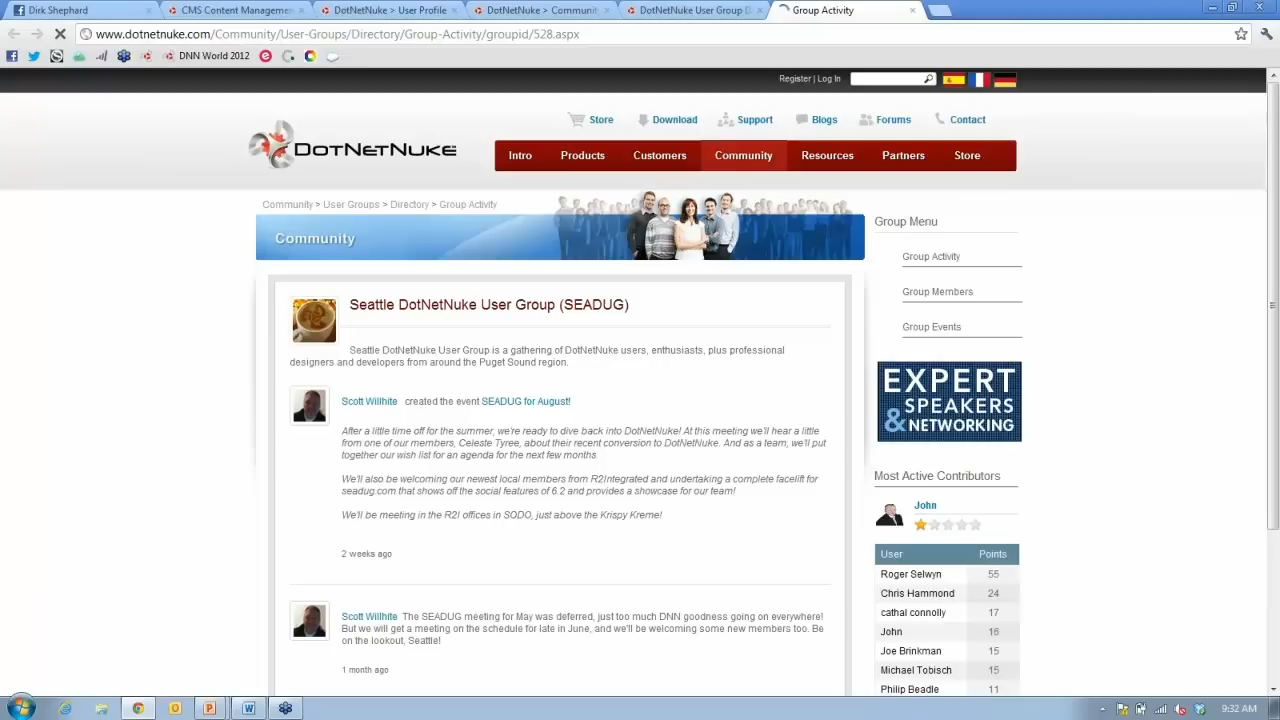 Dirk Shepherd
CMS Content Managem
DotNetNuke > User Profile
DotNetNuke > Communit
DotNetNuke User Group D
Group Activity
www.dotnetnuke.com/Community/User-Groups/Directory/Group-Activity/groupid/528.aspx
DNN World 2012
Register | Log In
Store
Download
Support
Blogs
Forums
Contact
DotNetNuke
Intro
Products
Customers
Community
Resources
Partners
Store
Community > User Groups > Directory > Group Activity
Community
Seattle DotNetNuke User Group (SEADUG)
Seattle DotNetNuke User Group is a gathering of DotNetNuke users, enthusiasts, plus professional
designers and developers from around the Puget Sound region.
Scott Willhite created the event SEADUG for August!
After a little time off for the summer, we're ready to dive back into DotNetNuke! At this meeting we'll hear a little
from one of our members, Celeste Tyree, about their recent conversion to DotNetNuke. And as a team, we'll put
together our wish list for an agenda for the next few months.
We'll also be welcoming our newest local members from R2Integrated and undertaking a complete facelift for
seadug.com that shows off the social features of 6.2 and provides a showcase for our team!
We'll be meeting in the R2I offices in SODO, just above the Krispy Kreme!
2 weeks ago
Scott Willhite The SEADUG meeting for May was deferred, just too much DNN goodness going on everywhere!
But we will get a meeting on the schedule for late in June, and we'll be welcoming some new members too. Be
on the lookout, Seattle!
1 month ago
Group Menu
Group Activity
Group Members
Group Events
EXPERT
SPEAKERS
& NETWORKING
Most Active Contributors
John
User Points
Roger Selwyn 55
Chris Hammond 24
cathal connolly 17
John 16
Joe Brinkman 15
Michael Tobisch 15
Philip Beadle 11
9:32 AM